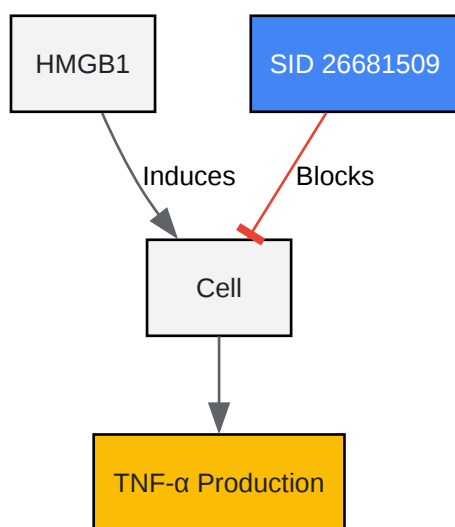 HMGB1
SID 26681509
Induces
Blocks
Cell
TNF-α Production